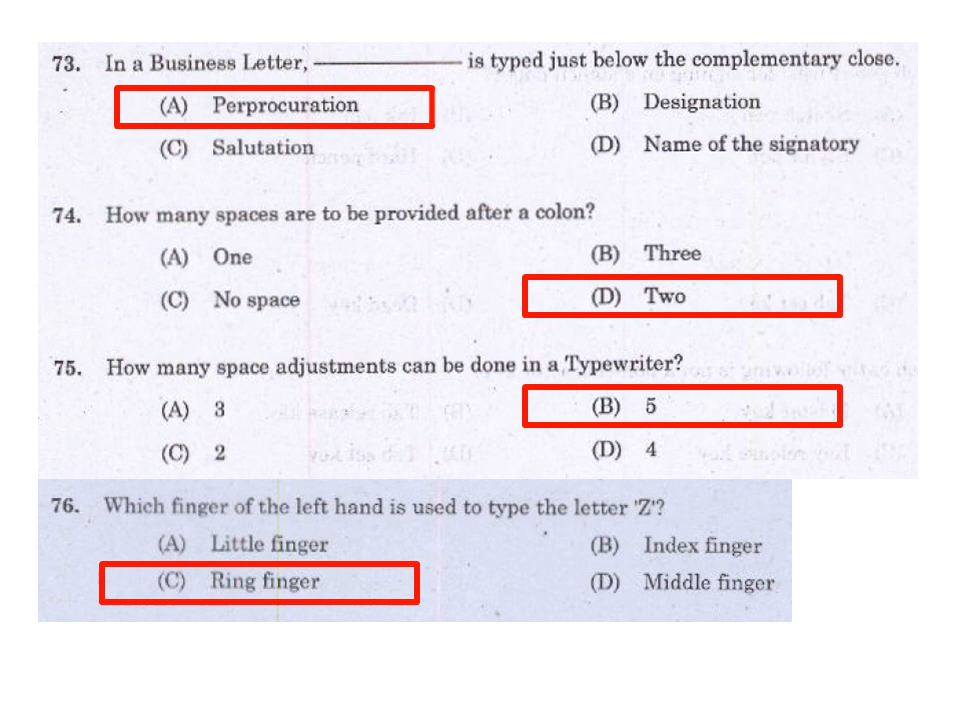 73. In a Business Letter, ——————— is typed just below the complementary close.
(A) Perprocuration (B) Designation
(C) Salutation (D) Name of the signatory
74. How many spaces are to be provided after a colon?
(A) One (B) Three
(C) No space (D) Two
75. How many space adjustments can be done in a Typewriter?
(A) 3 (B) 5
(C) 2 (D) 4
76. Which finger of the left hand is used to type the letter 'Z'?
(A) Little finger (B) Index finger
(C) Ring finger (D) Middle finger